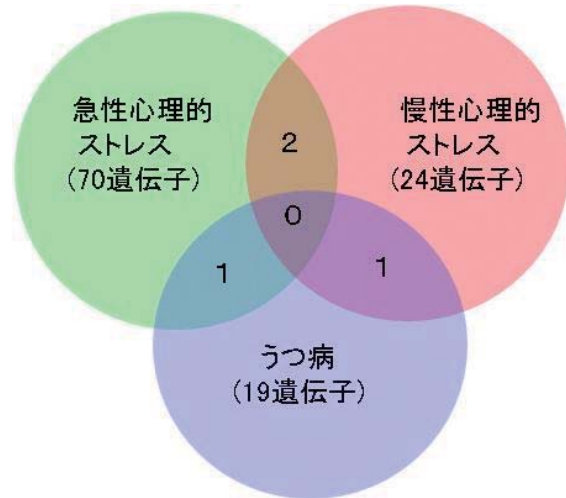 急性心理的
ストレス
(70遺伝子)
2
慢性心理的
ストレス
(24遺伝子)
0
1
1
うつ病
(19遺伝子)